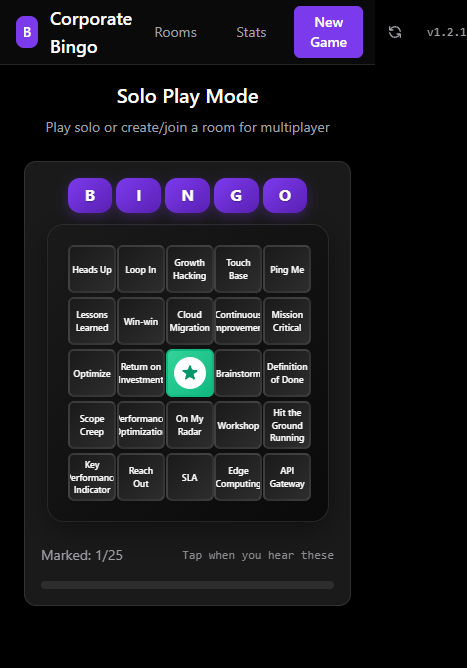 B
Corporate
Bingo
Rooms
Stats
New
Game
v1.2.1
Solo Play Mode
Play solo or create/join a room for multiplayer
B I N G O
Heads Up
Loop In
Growth
Hacking
Touch
Base
Ping Me
Lessons
Learned
Win-win
Cloud
Migration
Continuous
mprovemen
Mission
Critical
Optimize
Return on
Investment
Brainstorm
Definition
of Done
Scope
Creep
Performance
Optimization
On My
Radar
Workshop
Hit the
Ground
Running
Key
Performance
Indicator
Reach
Out
SLA
Edge
Computing
API
Gateway
Marked: 1/25
Tap when you hear these